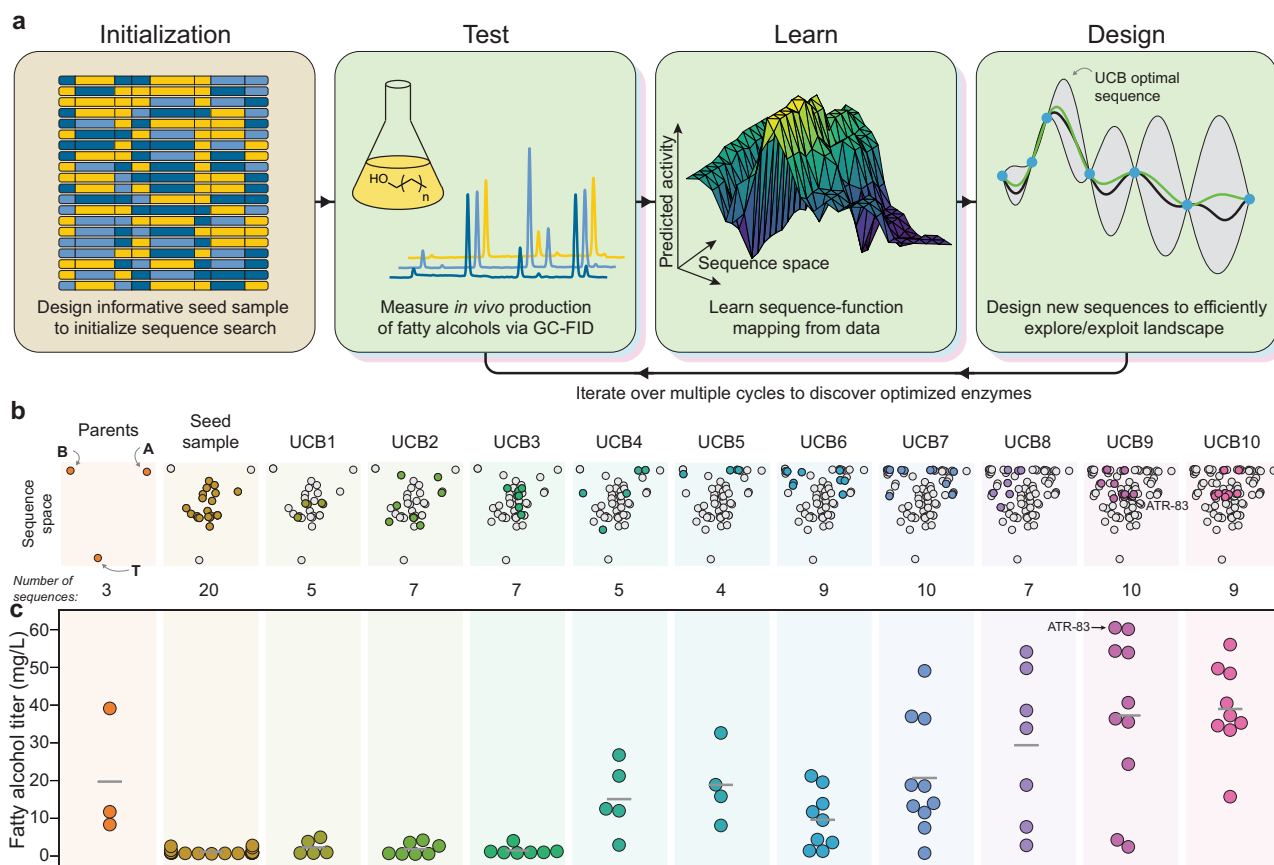 a
Initialization
Test
Learn
Design
HO
n
Predicted activity
Sequence space
UCB optimal
sequence
Design informative seed sample
to initialize sequence search
Measure in vivo production
of fatty alcohols via GC-FID
Learn sequence-function
mapping from data
Design new sequences to efficiently
explore/exploit landscape
Iterate over multiple cycles to discover optimized enzymes
b
Parents
Seed
sample
UCB1
UCB2
UCB3
UCB4
UCB5
UCB6
UCB7
UCB8
UCB9
UCB10
B
A
T
Sequence
space
ATR-83
Number of
sequences:
3
20
5
7
7
5
4
9
10
7
10
9
c
Fatty alcohol titer (mg/L)
60
50
40
30
20
10
0
ATR-83